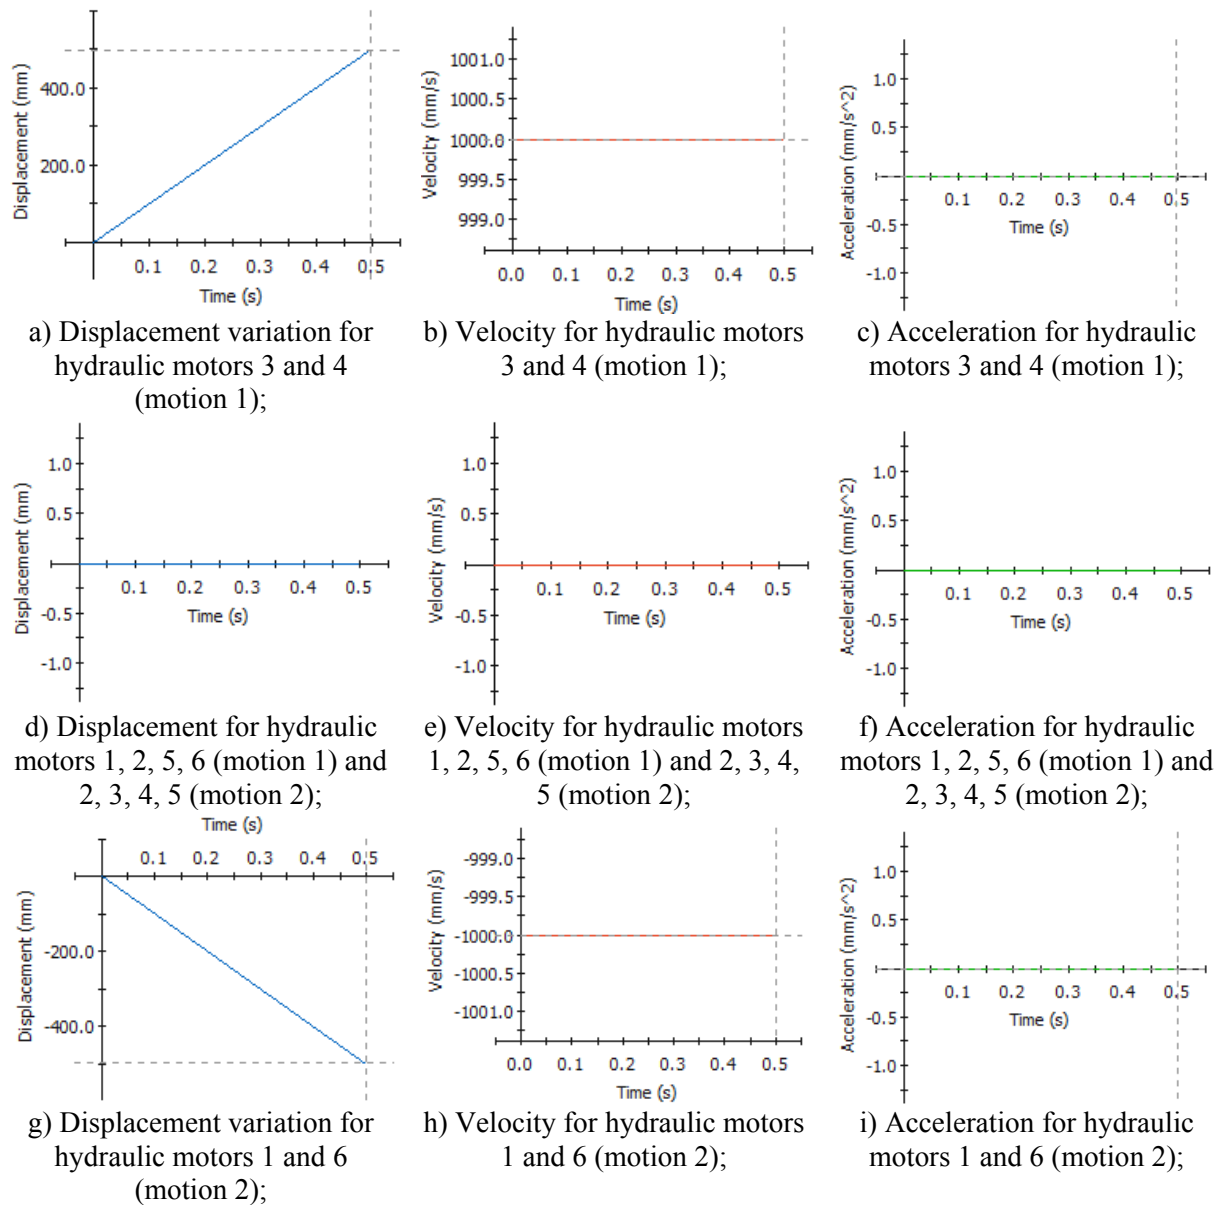 Displacement (mm)
400.0
200.0
0.1 0.2 0.3 0.4 0.5
Time (s)
Velocity (mm/s)
1001.0
1000.5
1000.0
999.5
999.0
0.0 0.1 0.2 0.3 0.4 0.5
Time (s)
Acceleration (mm/s^2)
1.0
0.5
0.1 0.2 0.3 0.4 0.5
Time (s)
-0.5
-1.0
a) Displacement variation for
hydraulic motors 3 and 4
(motion 1);
b) Velocity for hydraulic motors
3 and 4 (motion 1);
c) Acceleration for hydraulic
motors 3 and 4 (motion 1);
Displacement (mm)
1.0
0.5
0.1 0.2 0.3 0.4 0.5
-0.5
Time (s)
-1.0
Velocity (mm/s)
1.0
0.5
0.1 0.2 0.3 0.4 0.5
-0.5
Time (s)
-1.0
Acceleration (mm/s^2)
1.0
0.5
0.1 0.2 0.3 0.4 0.5
-0.5
Time (s)
-1.0
d) Displacement for hydraulic
motors 1, 2, 5, 6 (motion 1) and
2, 3, 4, 5 (motion 2);
e) Velocity for hydraulic motors
1, 2, 5, 6 (motion 1) and 2, 3, 4,
5 (motion 2);
f) Acceleration for hydraulic
motors 1, 2, 5, 6 (motion 1) and
2, 3, 4, 5 (motion 2);
Time (s)
0.1 0.2 0.3 0.4 0.5
Displacement (mm)
-200.0
-400.0
Velocity (mm/s)
-999.0
-999.5
-1000.0
-1000.5
-1001.0
0.0 0.1 0.2 0.3 0.4 0.5
Time (s)
Acceleration (mm/s^2)
1.0
0.5
0.1 0.2 0.3 0.4 0.5
-0.5
Time (s)
-1.0
g) Displacement variation for
hydraulic motors 1 and 6
(motion 2);
h) Velocity for hydraulic motors
1 and 6 (motion 2);
i) Acceleration for hydraulic
motors 1 and 6 (motion 2);